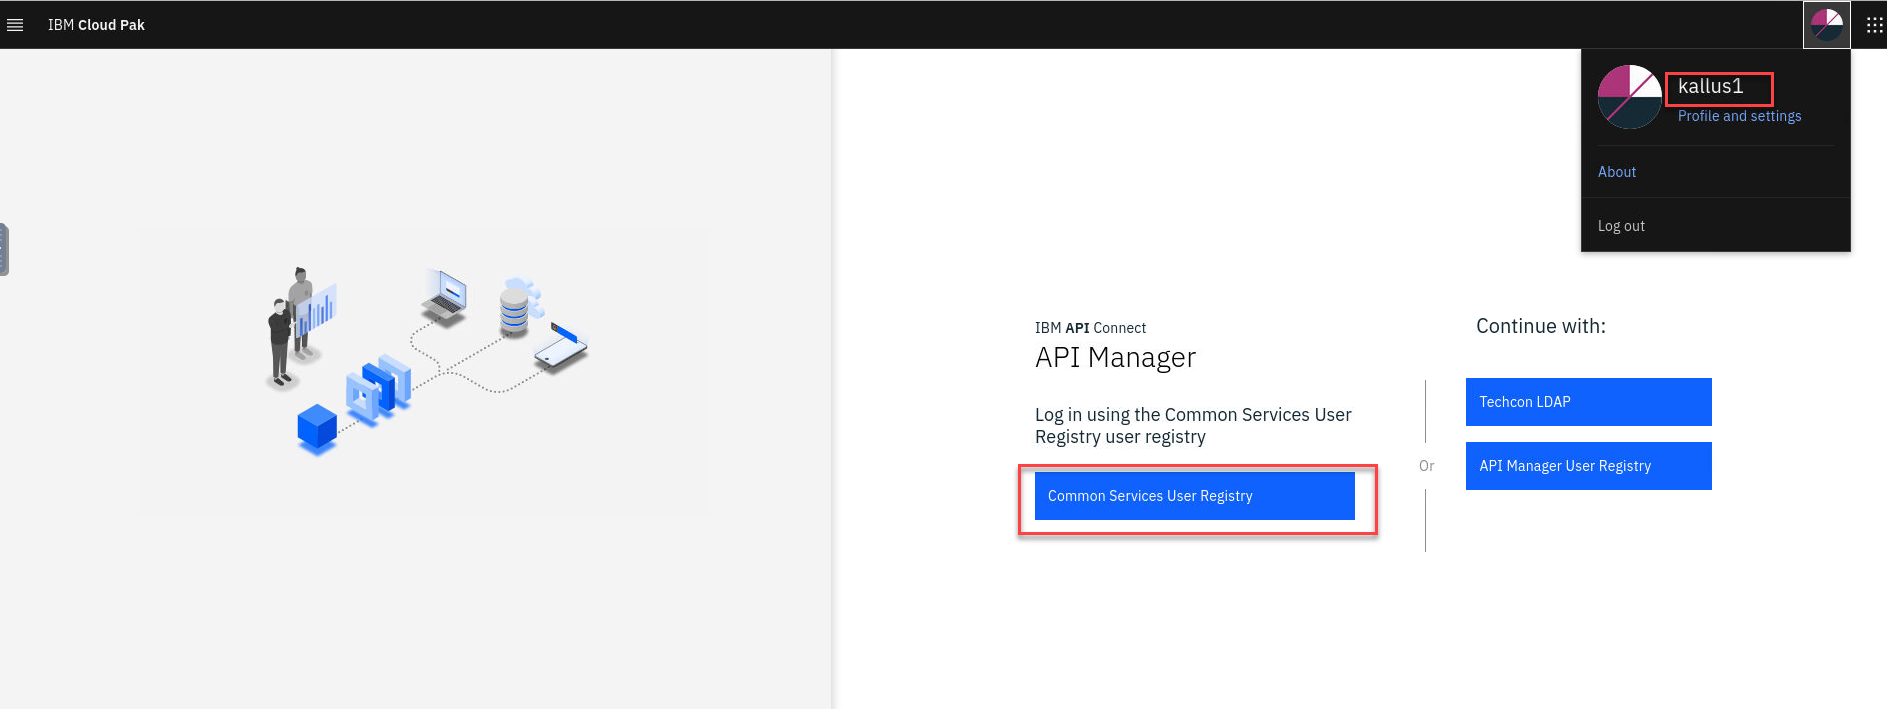 IBM Cloud Pak
kallus1
Profile and settings
About
Log out
IBM API Connect
API Manager
Log in using the Common Services User
Registry user registry
Common Services User Registry
Or
Continue with:
Techcon LDAP
API Manager User Registry